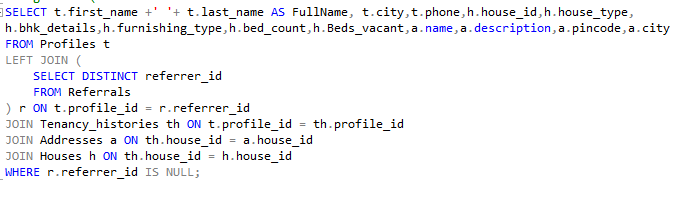 SELECT t.first_name +' '+ t.last_name AS FullName, t.city,t.phone,h.house_id,h.house_type,
h.bhk_details,h.furnishing_type,h.bed_count,h.Beds_vacant,a.name,a.description,a.pincode,a.city
FROM Profiles t
LEFT JOIN (
    SELECT DISTINCT referrer_id
    FROM Referrals
) r ON t.profile_id = r.referrer_id
JOIN Tenancy_histories th ON t.profile_id = th.profile_id
JOIN Addresses a ON th.house_id = a.house_id
JOIN Houses h ON th.house_id = h.house_id
WHERE r.referrer_id IS NULL;